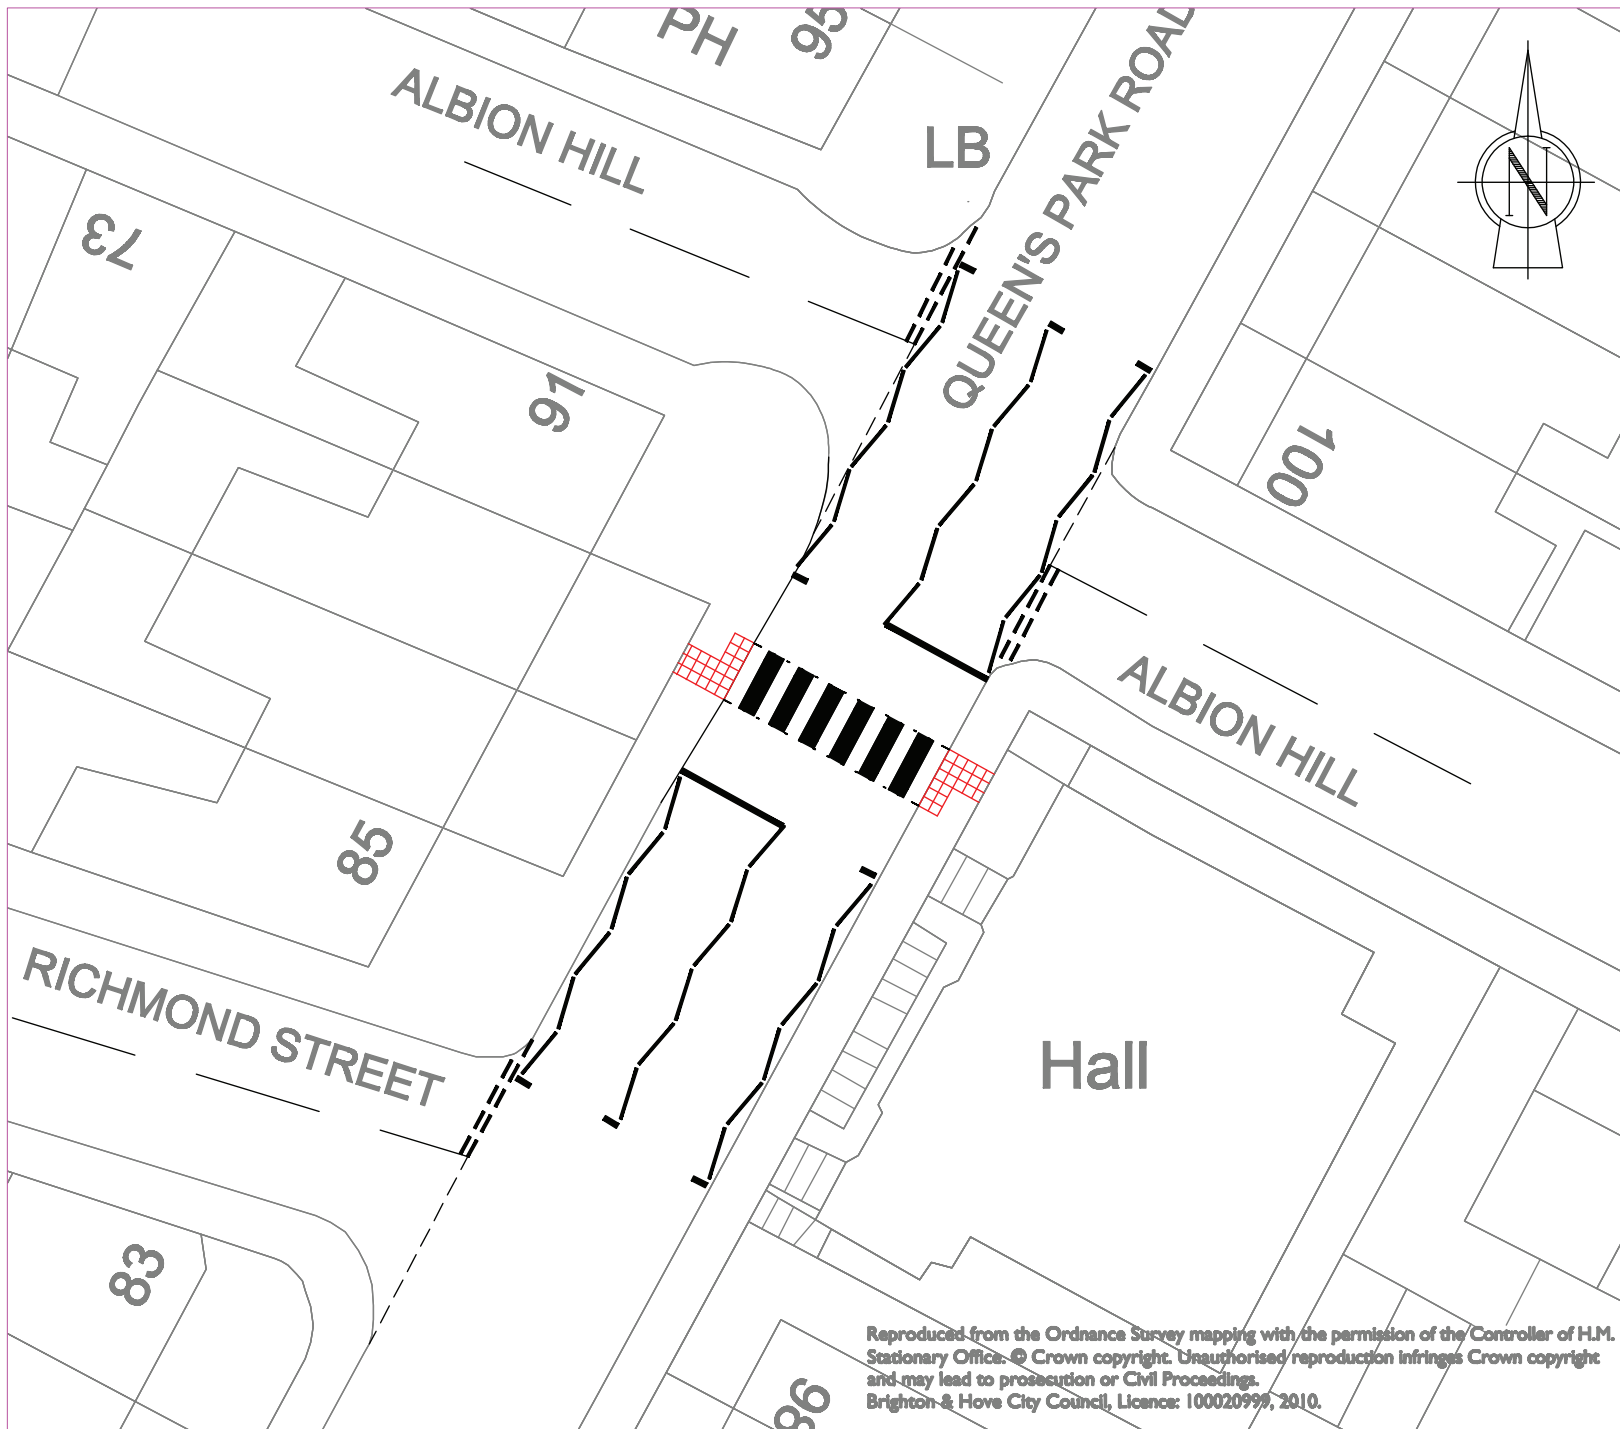 PH
95
ALBION HILL
LB
QUEEN'S PARK ROAD
N
73
91
100
ALBION HILL
85
RICHMOND STREET
Hall
83
86
Reproduced from the Ordnance Survey mapping with the permission of the Controller of H.M.
Stationary Office. © Crown copyright. Unauthorised reproduction infringes Crown copyright
and may lead to prosecution or Civil Proceedings.
Brighton & Hove City Council, Licence: 100020999, 2010.